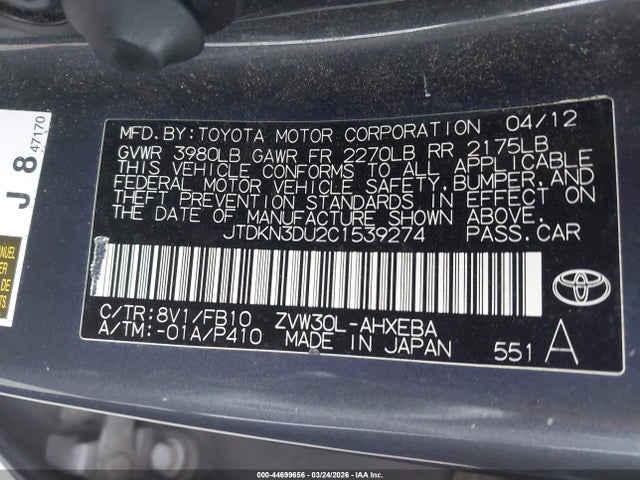 MFD. BY: TOYOTA MOTOR CORPORATION 04/12
GVWR 3980LB GAWR FR 2270LB RR 2175LB
THIS VEHICLE CONFORMS TO ALL APPLICABLE
FEDERAL MOTOR VEHICLE SAFETY, BUMPER, AND
THEFT PREVENTION STANDARDS IN EFFECT ON
THE DATE OF MANUFACTURE SHOWN ABOVE.
JTDKN3DU2C1539274 PASS.CAR
C/TR:8V1/FB10 ZVW30L-AHXEBA
A/TM:-01A/P410 MADE IN JAPAN 551 A
J 8 47170
000-44699656 - 03/24/2026 - IAA Inc.